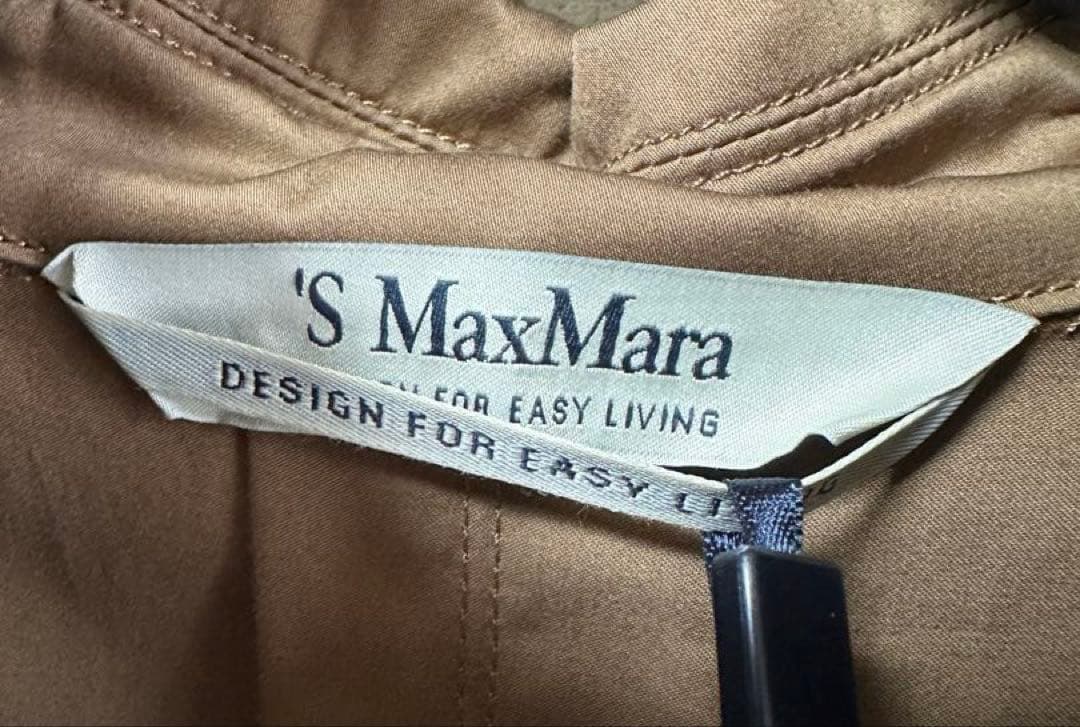 'S MaxMara
FOR EASY LIVING
DESIGN FOR EASY